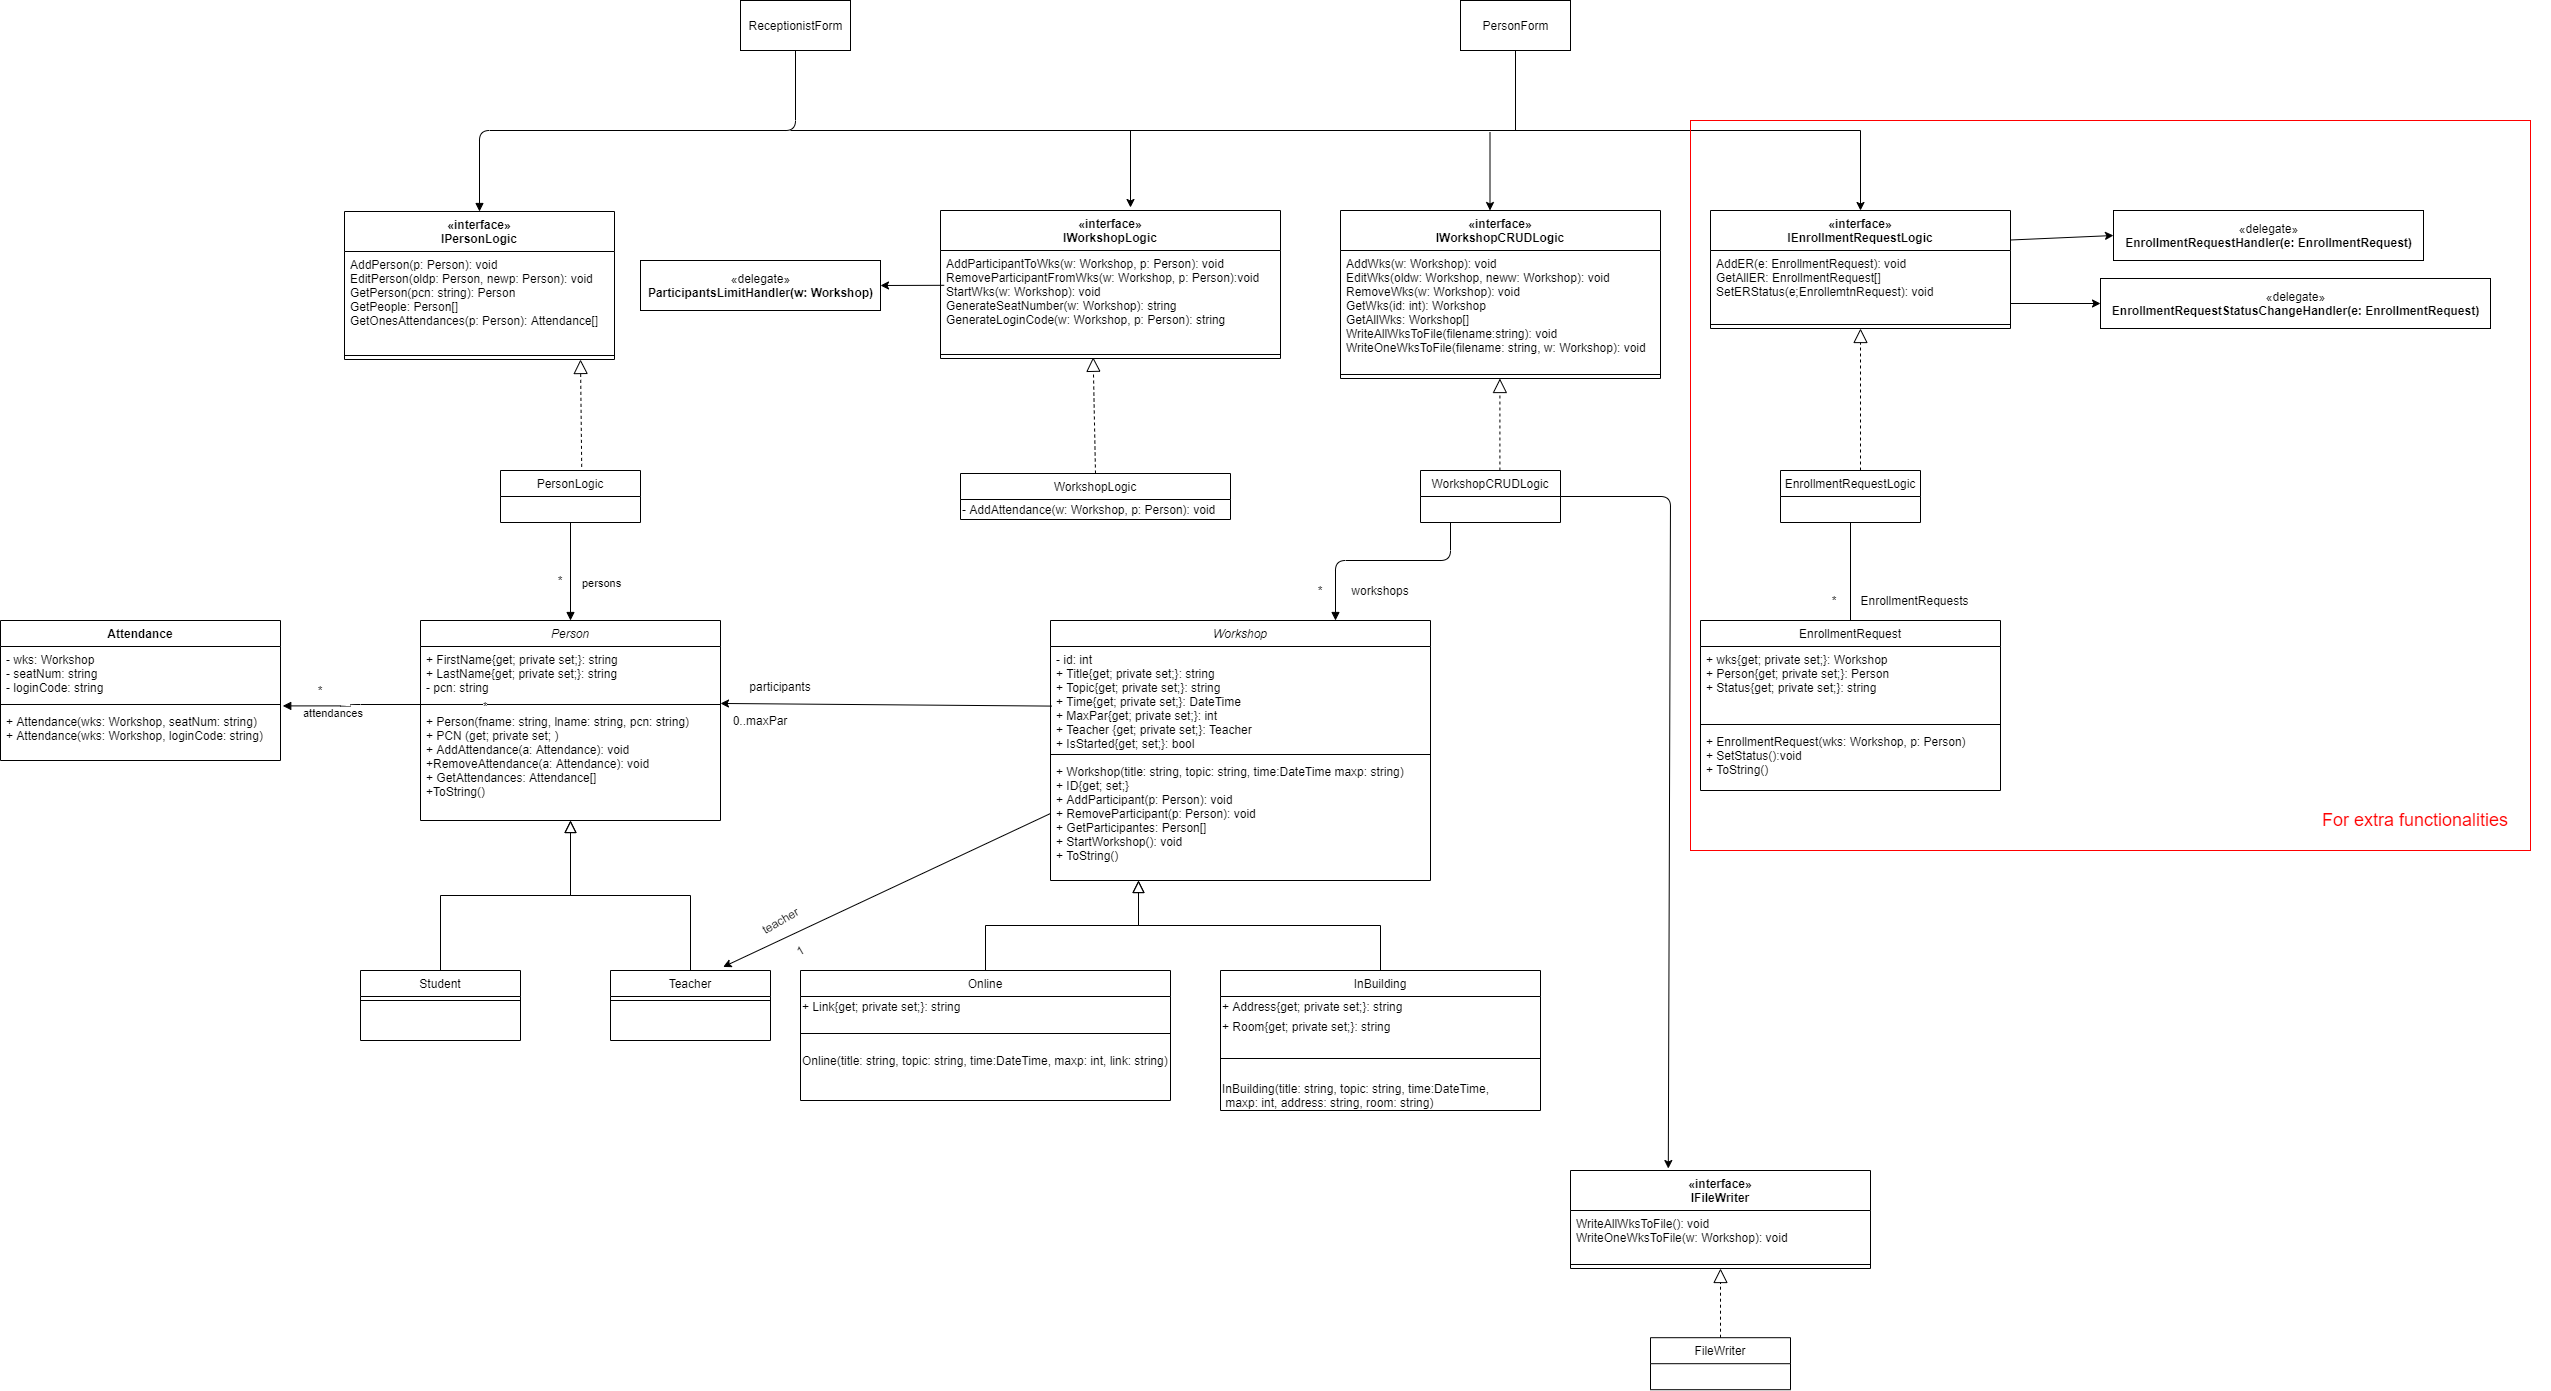 ReceptionistForm
PersonForm
«interface»
IPersonLogic
AddPerson(p: Person): void
EditPerson(oldp: Person, newp: Person): void
GetPerson(pcn: string): Person
GetPeople: Person[]
GetOnesAttendances(p: Person): Attendance[]
«delegate»
ParticipantsLimitHandler(w: Workshop)
«interface»
IWorkshopLogic
AddParticipantToWks(w: Workshop, p: Person): void
RemoveParticipantFromWks(w: Workshop, p: Person):void
StartWks(w: Workshop): void
GenerateSeatNumber(w: Workshop): string
GenerateLoginCode(w: Workshop, p: Person): string
«interface»
IWorkshopCRUDLogic
AddWks(w: Workshop): void
EditWks(oldw: Workshop, neww: Workshop): void
RemoveWks(w: Workshop): void
GetWks(id: int): Workshop
GetAllWks: Workshop[]
WriteAllWksToFile(filename:string): void
WriteOneWksToFile(filename: string, w: Workshop): void
«interface»
IEnrollmentRequestLogic
AddER(e: EnrollmentRequest): void
GetAllER: EnrollmentRequest[]
SetERStatus(e;EnrollemtnRequest): void
«delegate»
EnrollmentRequestHandler(e: EnrollmentRequest)
«delegate»
EnrollmentRequestStatusChangeHandler(e: EnrollmentRequest)
PersonLogic
WorkshopLogic
- AddAttendance(w: Workshop, p: Person): void
WorkshopCRUDLogic
EnrollmentRequestLogic
* persons
* workshops
* EnrollmentRequests
Attendance
- wks: Workshop
- seatNum: string
- loginCode: string
+ Attendance(wks: Workshop, seatNum: string)
+ Attendance(wks: Workshop, loginCode: string)
*
attendances
Person
+ FirstName{get; private set;}: string
+ LastName{get; private set;}: string
- pcn: string
*
+ Person(fname: string, lname: string, pcn: string)
+ PCN (get; private set; )
+ AddAttendance(a: Attendance): void
+RemoveAttendance(a: Attendance): void
+ GetAttendances: Attendance[]
+ToString()
participants
0..maxPar
Workshop
- id: int
+ Title{get; private set;}: string
+ Topic{get; private set;}: string
+ Time{get; private set;}: DateTime
+ MaxPar{get; private set;}: int
+ Teacher {get; private set;}: Teacher
+ IsStarted{get; set;}: bool
+ Workshop(title: string, topic: string, time:DateTime maxp: string)
+ ID{get; set;}
+ AddParticipant(p: Person): void
+ RemoveParticipant(p: Person): void
+ GetParticipantes: Person[]
+ StartWorkshop(): void
+ ToString()
EnrollmentRequest
+ wks{get; private set;}: Workshop
+ Person{get; private set;}: Person
+ Status{get; private set;}: string
+ EnrollmentRequest(wks: Workshop, p: Person)
+ SetStatus():void
+ ToString()
For extra functionalities
teacher
1
Student
Teacher
Online
+ Link{get; private set;}: string
Online(title: string, topic: string, time:DateTime, maxp: int, link: string)
InBuilding
+ Address{get; private set;}: string
+ Room{get; private set;}: string
InBuilding(title: string, topic: string, time:DateTime,
maxp: int, address: string, room: string)
«interface»
IFileWriter
WriteAllWksToFile(): void
WriteOneWksToFile(w: Workshop): void
FileWriter